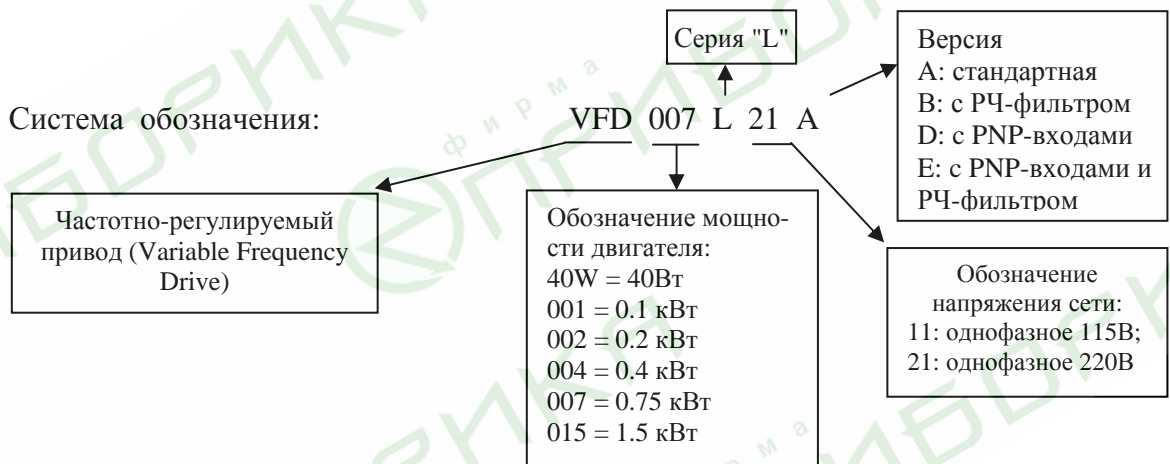 Серия "L"
Версия
A: стандартная
B: с РЧ-фильтром
D: с PNP-входами
E: с PNP-входами и
РЧ-фильтром
Система обозначения:
VFD 007 L 21 A
Частотно-регулируемый
привод (Variable Frequency
Drive)
Обозначение мощно-
сти двигателя:
40W = 40Вт
001 = 0.1 кВт
002 = 0.2 кВт
004 = 0.4 кВт
007 = 0.75 кВт
015 = 1.5 кВт
Обозначение
напряжения сети:
11: однофазное 115В;
21: однофазное 220В
фирма
ПРИБОРИКА